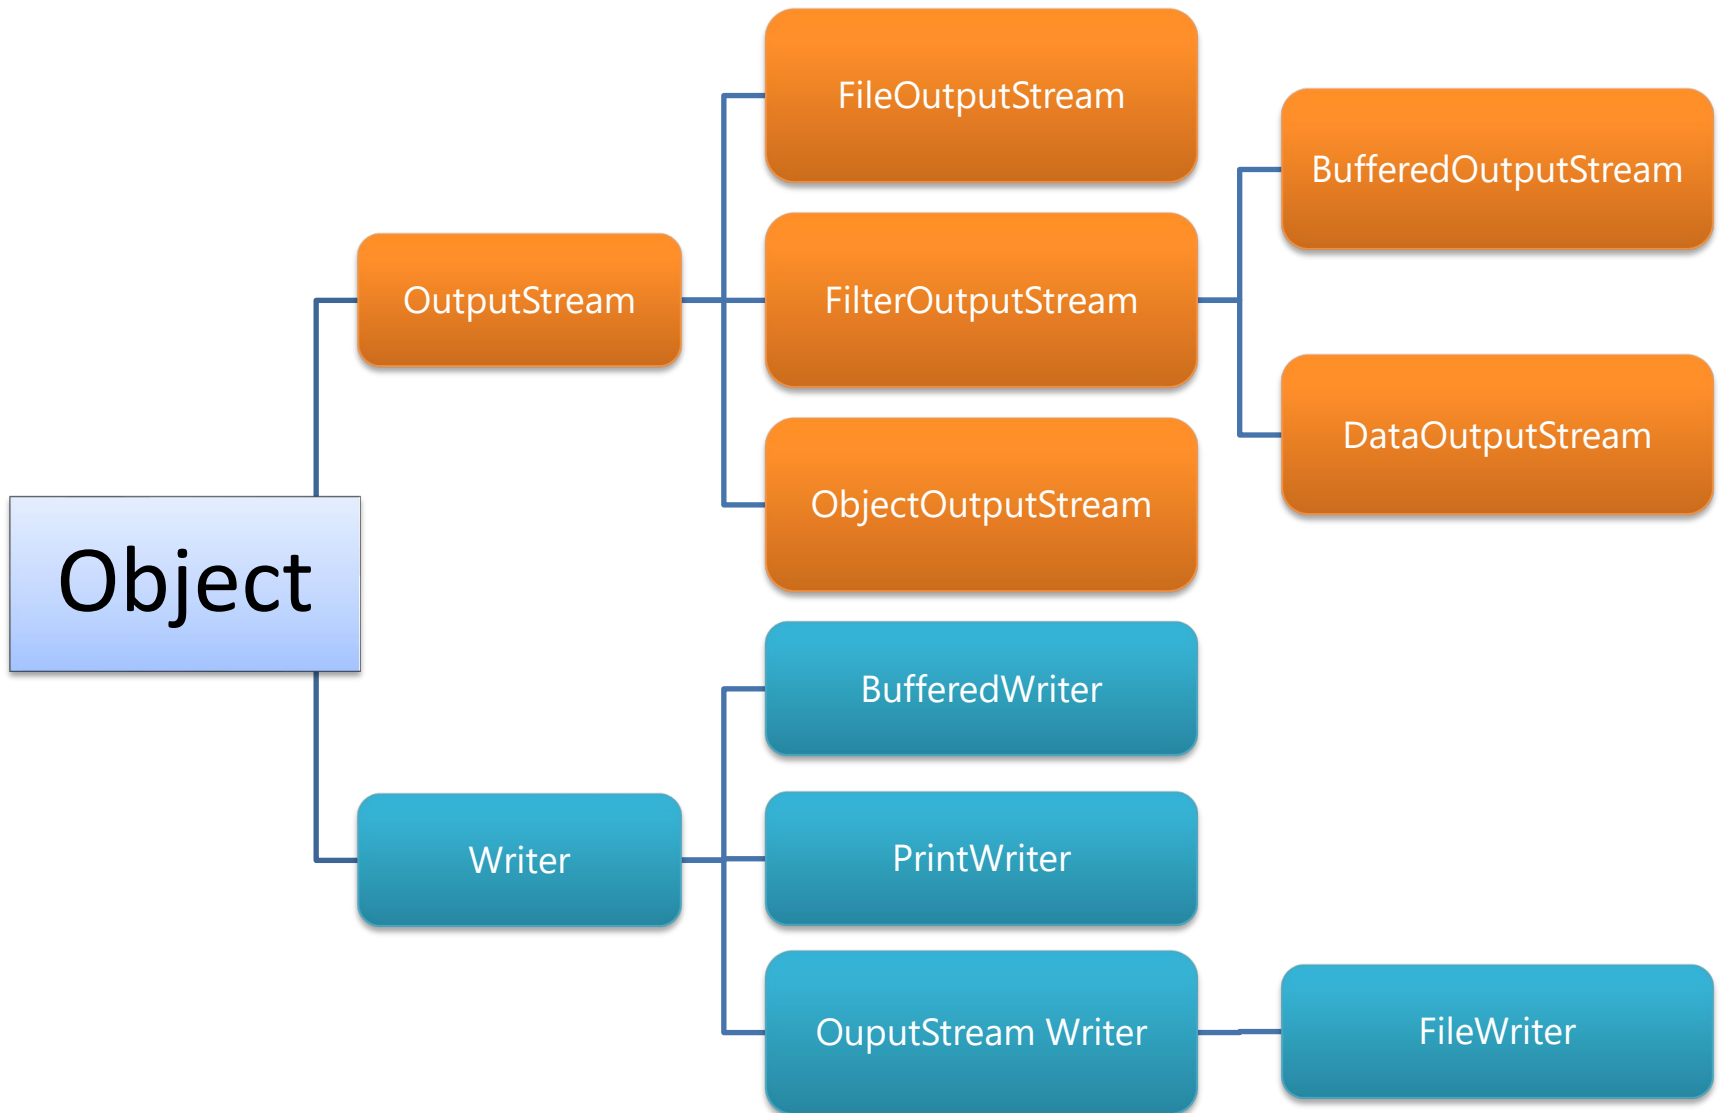 Object
OutputStream
FileOutputStream
FilterOutputStream
BufferedOutputStream
DataOutputStream
ObjectOutputStream
Writer
BufferedWriter
PrintWriter
OuputStream Writer
FileWriter